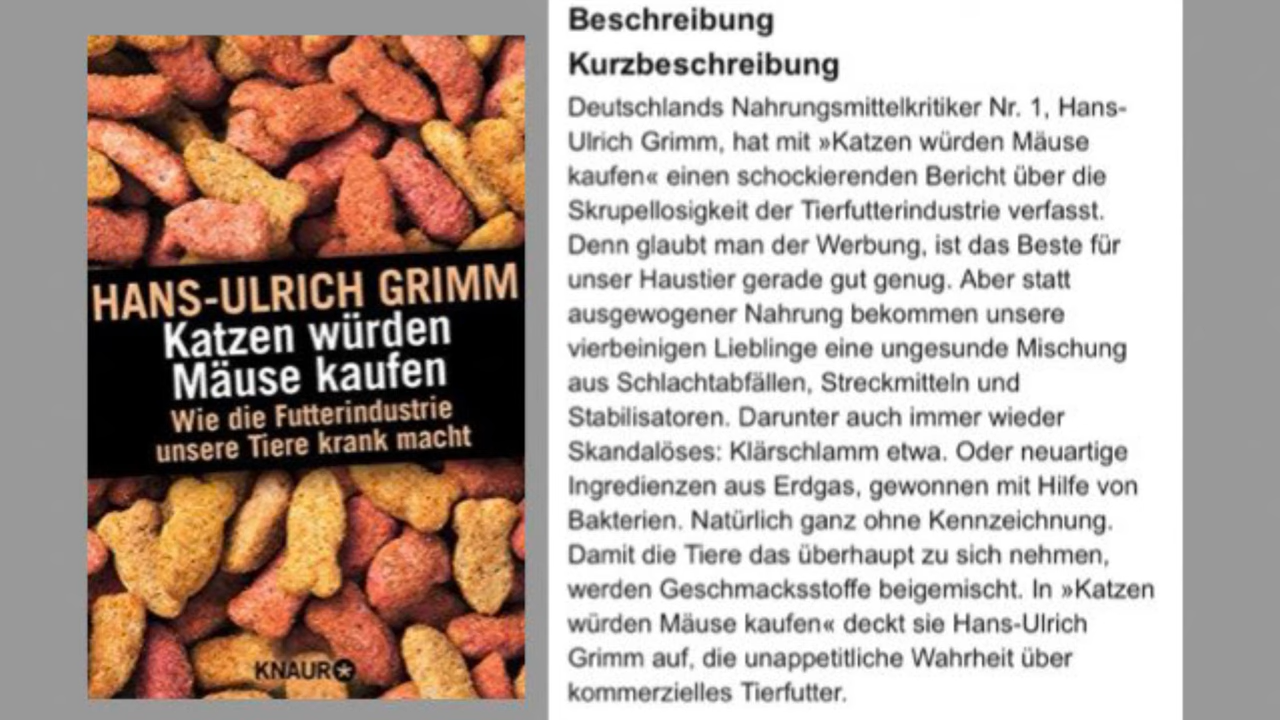 HANS-ULRICH GRIMM
Katzen würden
Mäuse kaufen
Wie die Futterindustrie
unsere Tiere krank macht
KNAUR
Beschreibung
Kurzbeschreibung
Deutschlands Nahrungsmittelkritiker Nr. 1, Hans-
Ulrich Grimm, hat mit »Katzen würden Mäuse
kaufen« einen schockierenden Bericht über die
Skrupellosigkeit der Tierfutterindustrie verfasst.
Denn glaubt man der Werbung, ist das Beste für
unser Haustier gerade gut genug. Aber statt
ausgewogener Nahrung bekommen unsere
vierbeinigen Lieblinge eine ungesunde Mischung
aus Schlachtabfällen, Streckmitteln und
Stabilisatoren. Darunter auch immer wieder
Skandalöses: Klärschlamm etwa. Oder neuartige
Ingredienzen aus Erdgas, gewonnen mit Hilfe von
Bakterien. Natürlich ganz ohne Kennzeichnung.
Damit die Tiere das überhaupt zu sich nehmen,
werden Geschmacksstoffe beigemischt. In »Katzen
würden Mäuse kaufen« deckt sie Hans-Ulrich
Grimm auf, die unappetitliche Wahrheit über
kommerzielles Tierfutter.